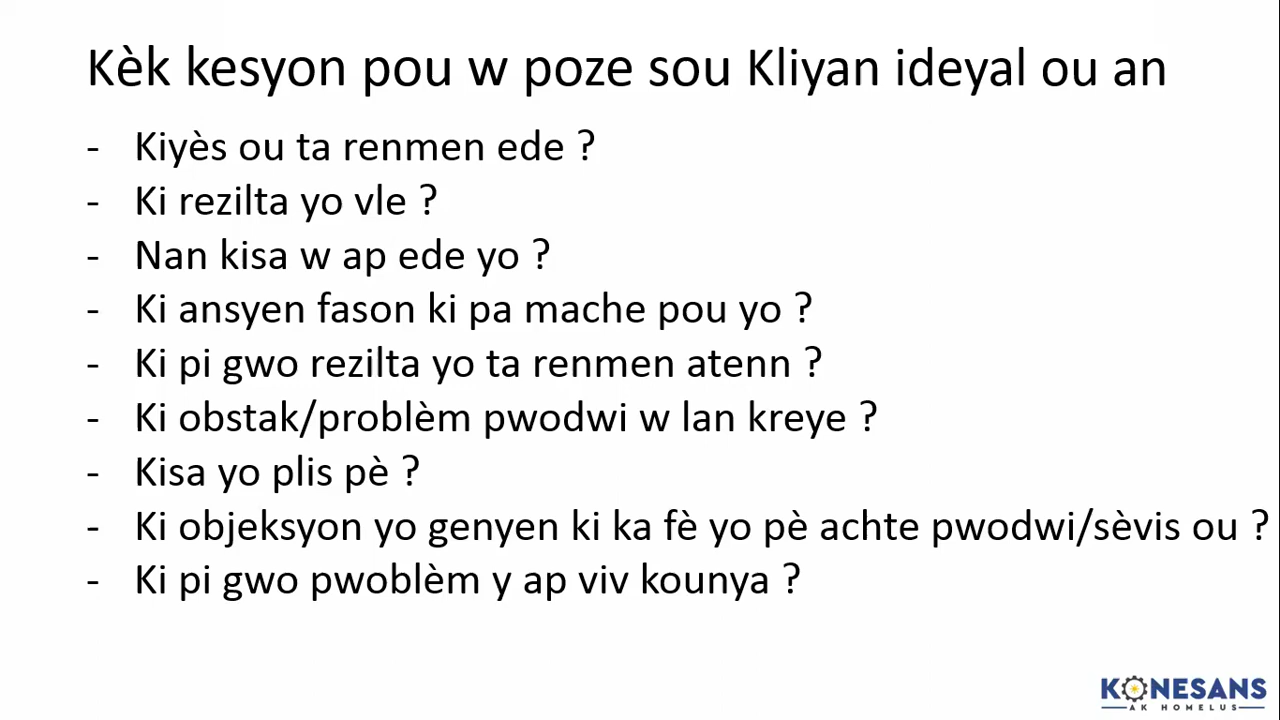 Kèk kesyon pou w poze sou Kliyan ideyal ou an
- Kiyès ou ta renmen ede ?
- Ki rezilta yo vle ?
- Nan kisa w ap ede yo ?
- Ki ansyen fason ki pa mache pou yo ?
- Ki pi gwo rezilta yo ta renmen atenn ?
- Ki obstak/problèm pwodwi w lan kreye ?
- Kisa yo plis pè ?
- Ki objeksyon yo genyen ki ka fè yo pè achte pwodwi/sèvis ou ?
- Ki pi gwo pwoblèm y ap viv kounya ?
KONESANS
AK HOMELUS